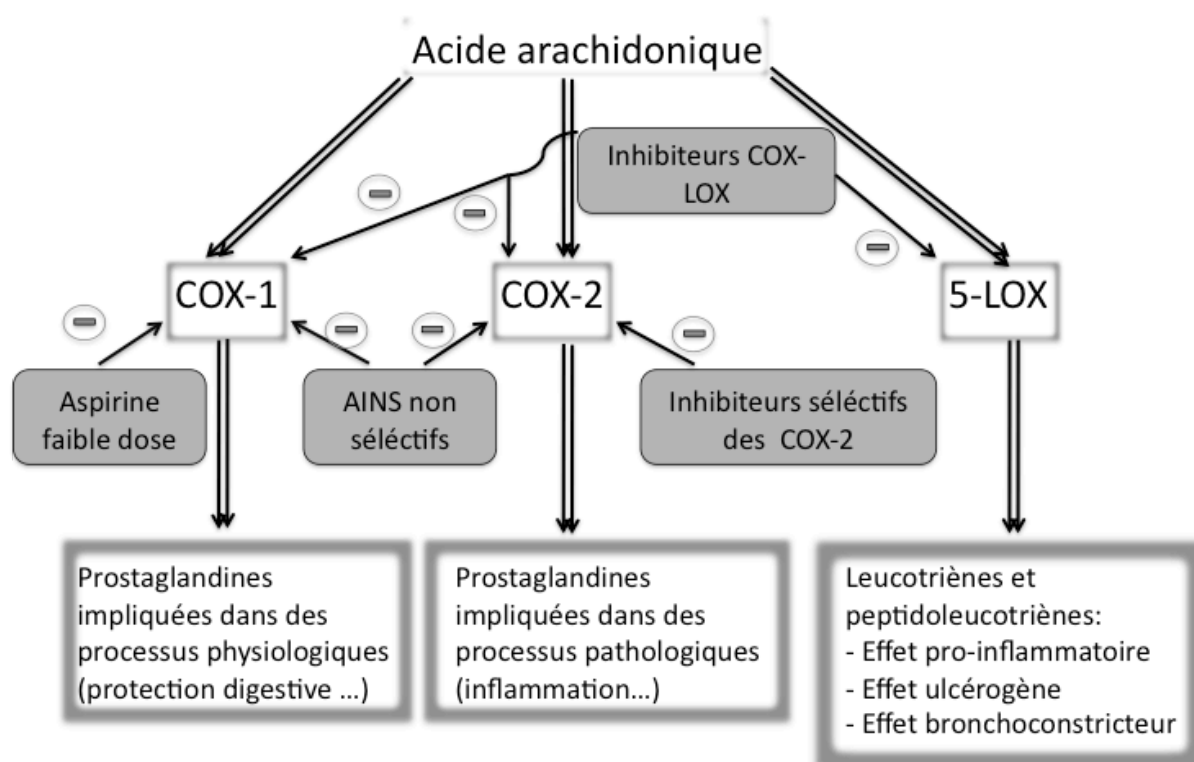 Acide arachidonique
Inhibiteurs COX-
LOX
COX-1
COX-2
5-LOX
Aspirine
faible dose
AINS non
séléctifs
Inhibiteurs séléctifs
des COX-2
Prostaglandines
impliquées dans des
processus physiologiques
(protection digestive ...)
Prostaglandines
impliquées dans des
processus pathologiques
(inflammation...)
Leucotriènes et
peptidoleucotriènes:
- Effet pro-inflammatoire
- Effet ulcérogène
- Effet bronchoconstricteur